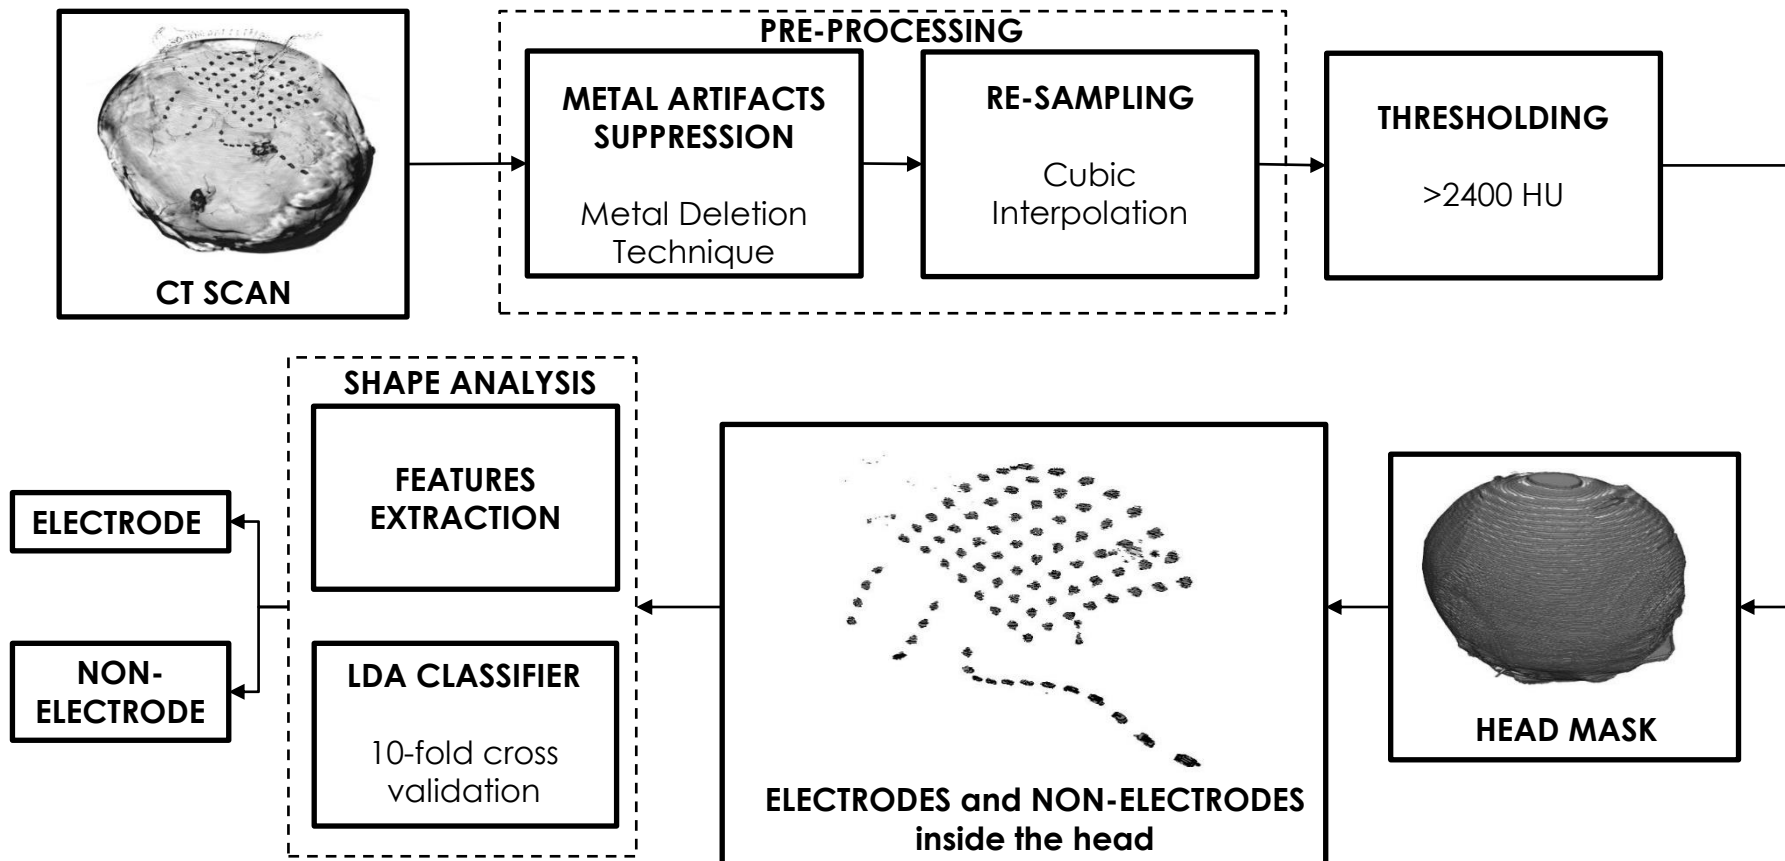 PRE-PROCESSING
CT SCAN
METAL ARTIFACTS
SUPPRESSION
Metal Deletion
Technique
RE-SAMPLING
Cubic
Interpolation
THRESHOLDING
>2400 HU
HEAD MASK
ELECTRODES and NON-ELECTRODES
inside the head
SHAPE ANALYSIS
FEATURES
EXTRACTION
LDA CLASSIFIER
10-fold cross
validation
ELECTRODE
NON-
ELECTRODE